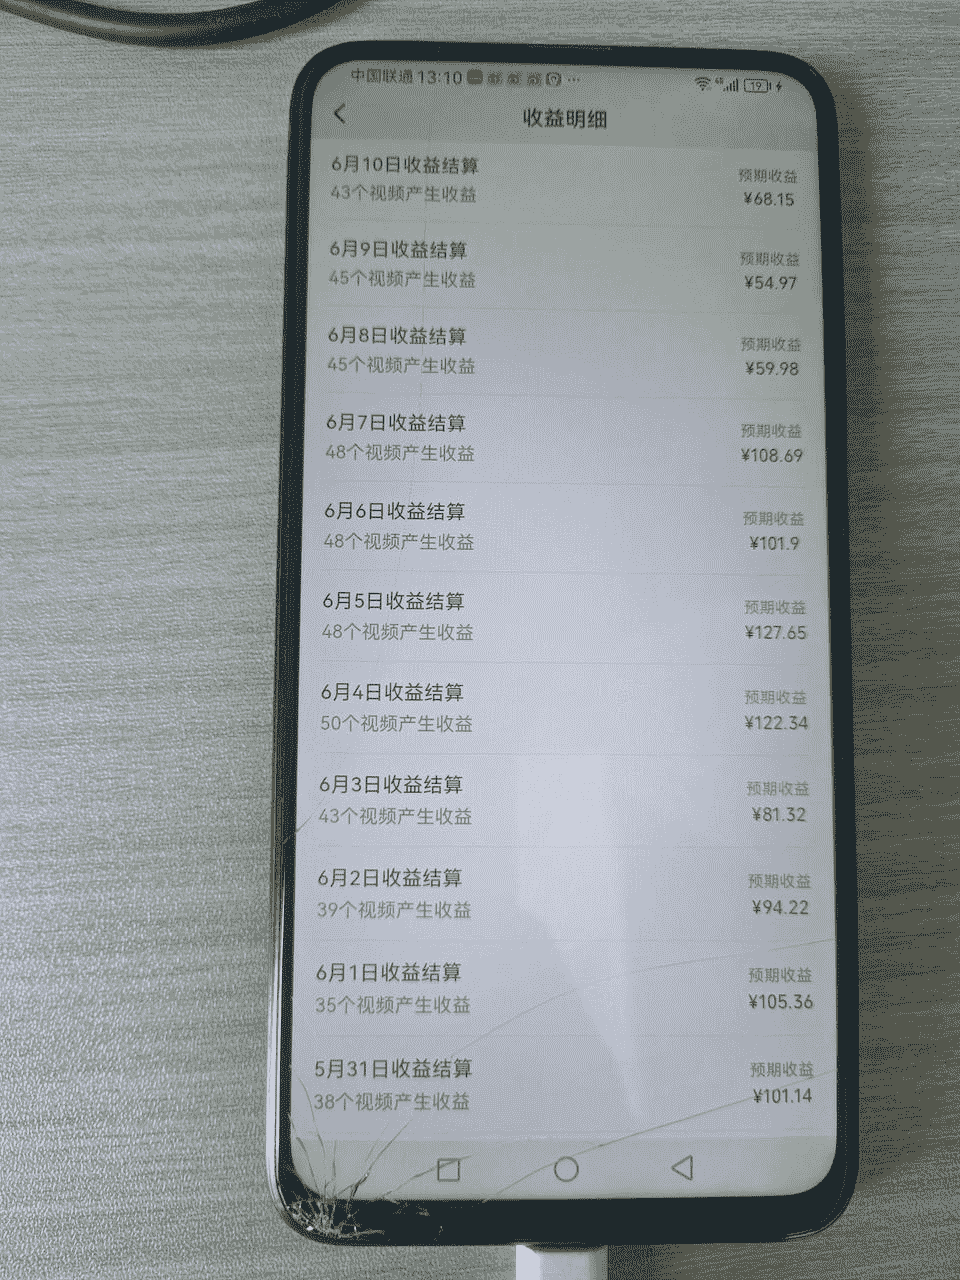 中国联通 13:10
19
收益明细
6月10日收益结算
预期收益
43个视频产生收益
¥68.15
6月9日收益结算
预期收益
45个视频产生收益
¥54.97
6月8日收益结算
预期收益
45个视频产生收益
¥59.98
6月7日收益结算
预期收益
48个视频产生收益
¥108.69
6月6日收益结算
预期收益
48个视频产生收益
¥101.9
6月5日收益结算
预期收益
48个视频产生收益
¥127.65
6月4日收益结算
预期收益
50个视频产生收益
¥122.34
6月3日收益结算
预期收益
43个视频产生收益
¥81.32
6月2日收益结算
预期收益
39个视频产生收益
¥94.22
6月1日收益结算
预期收益
35个视频产生收益
¥105.36
5月31日收益结算
预期收益
38个视频产生收益
¥101.14